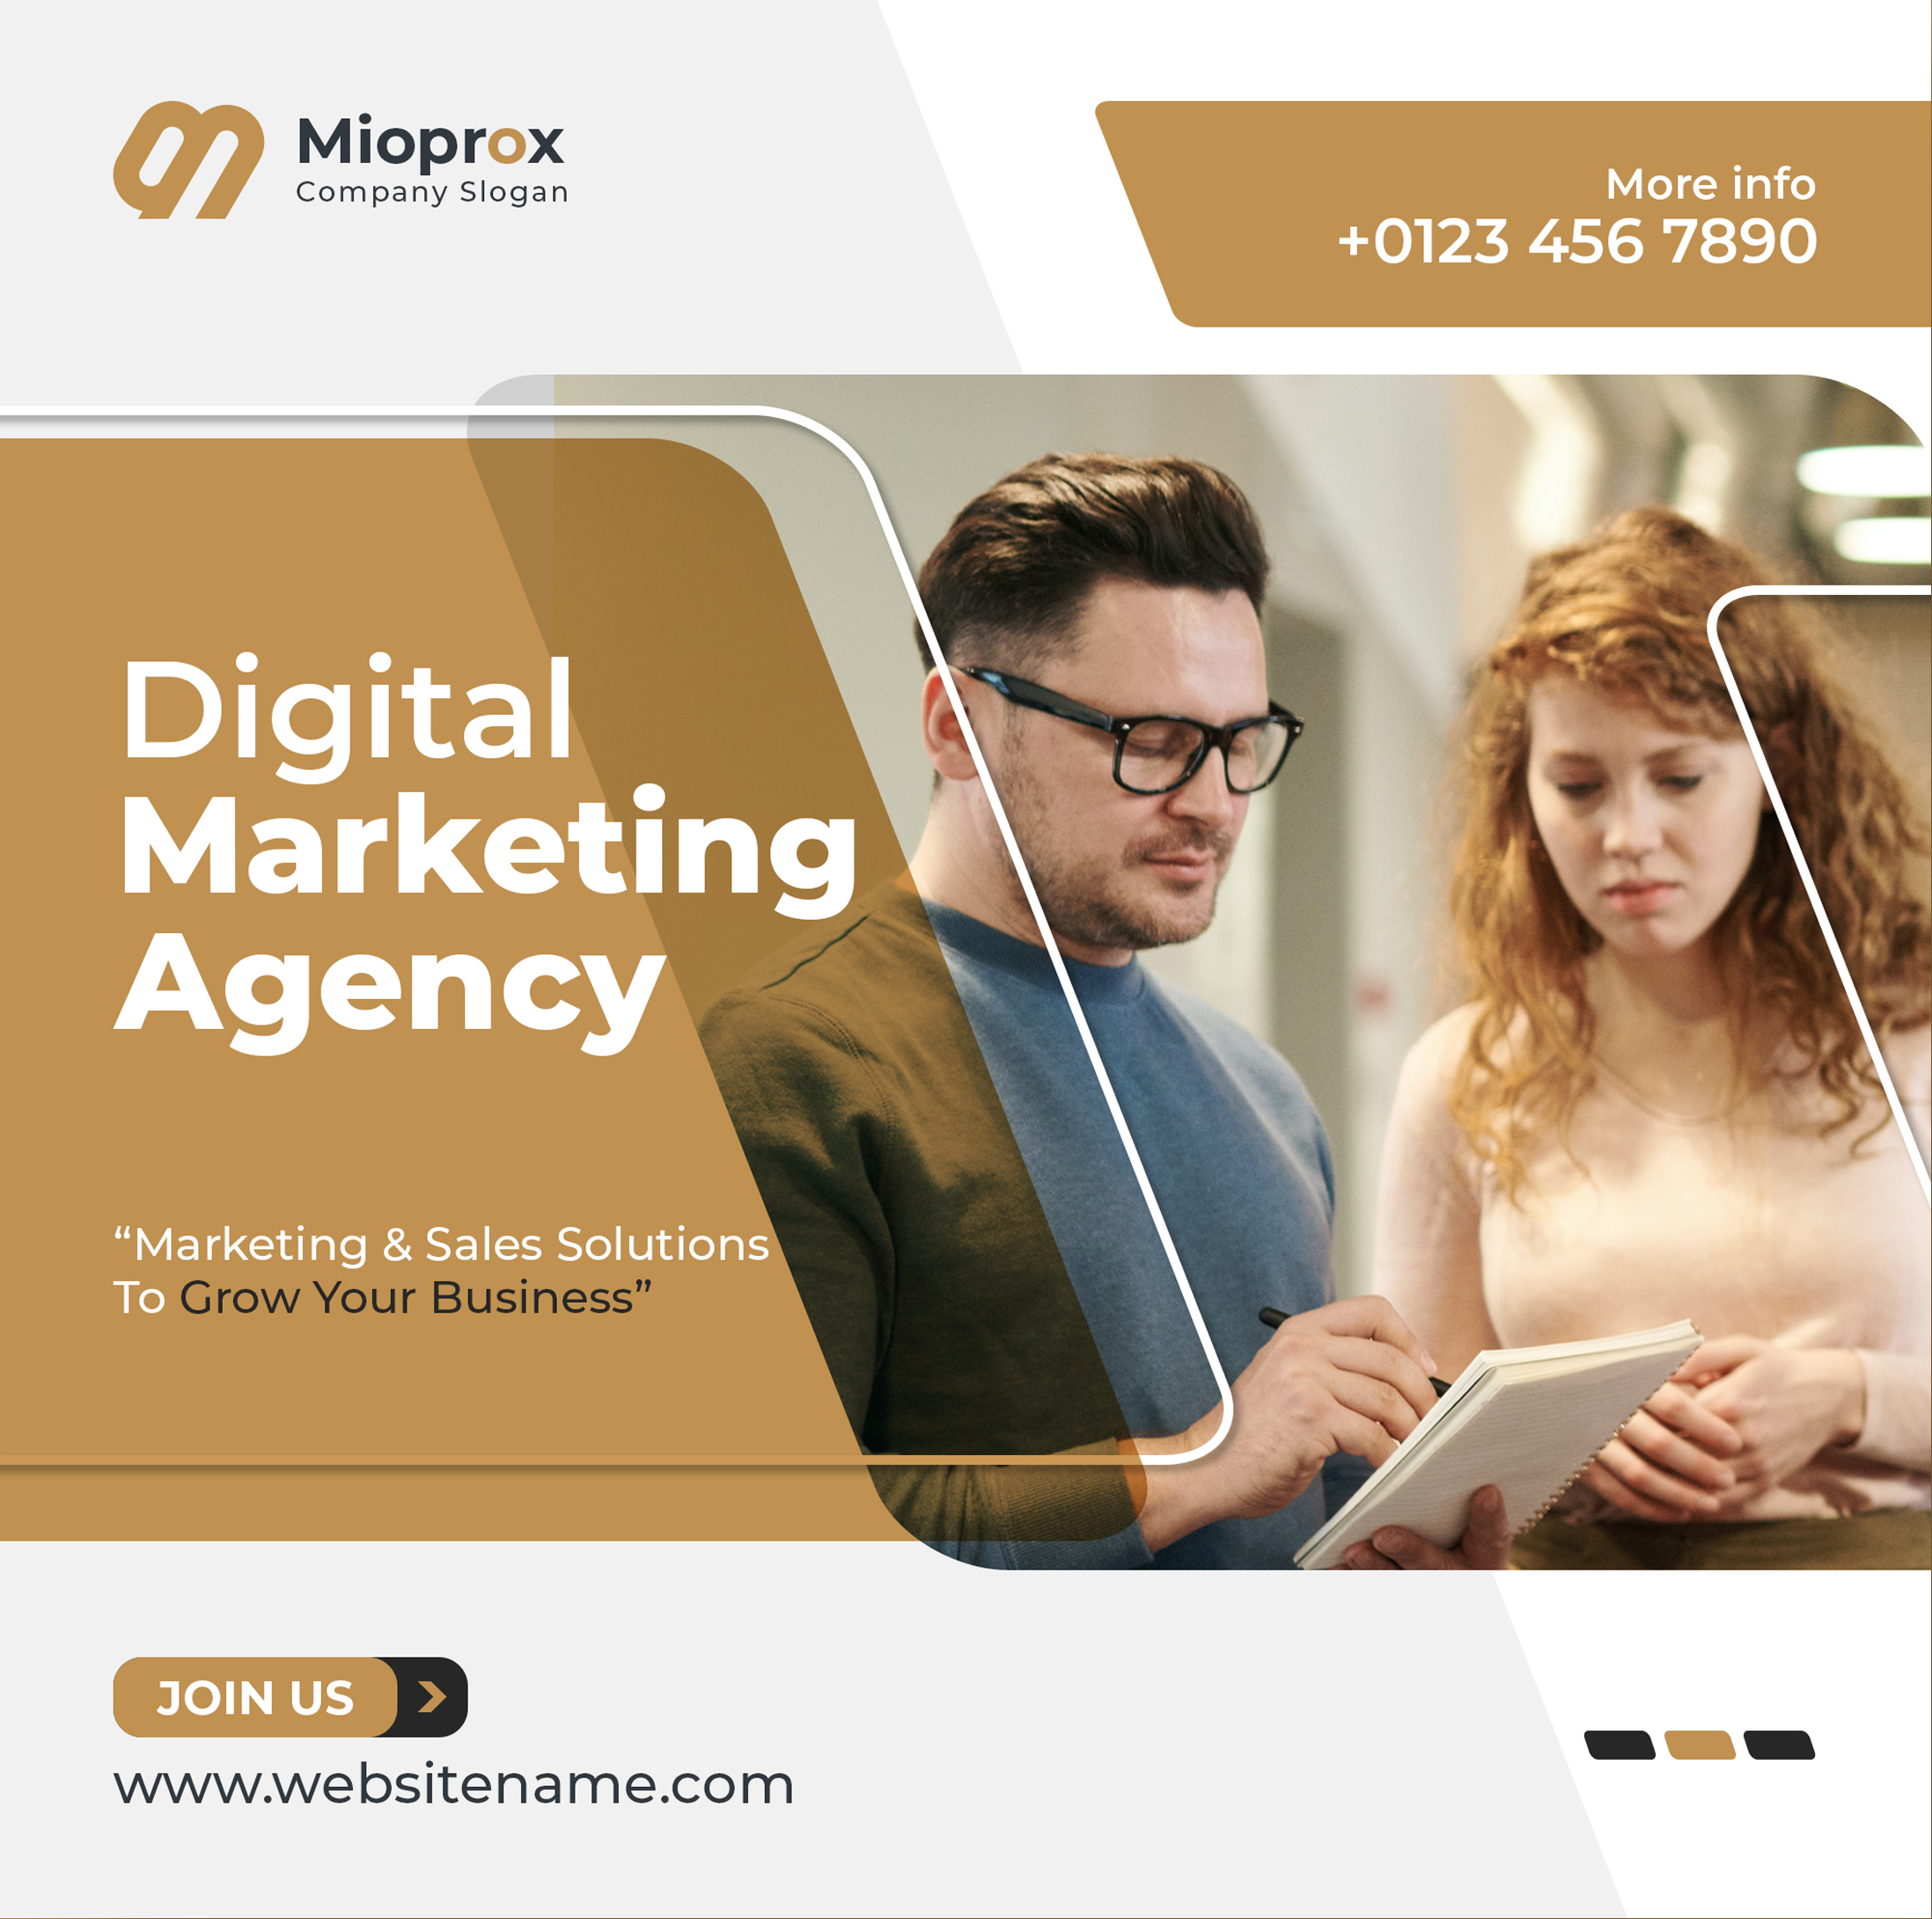 Mioprox
Company Slogan
More info
+0123 456 7890
Digital
Marketing
Agency
“Marketing & Sales Solutions
To Grow Your Business”
JOIN US
www.websitename.com